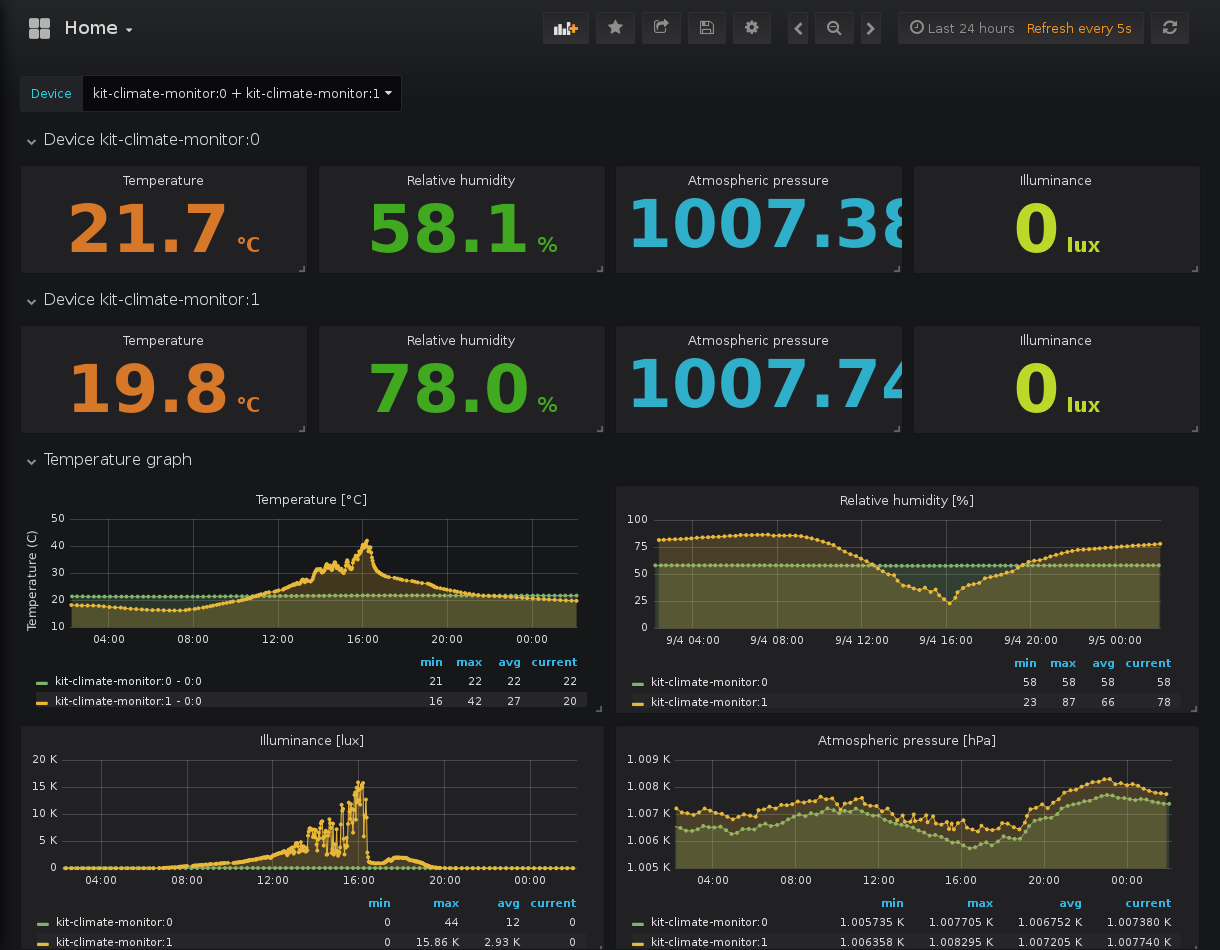 Home
Last 24 hours Refresh every 5s
Device kit-climate-monitor:0 + kit-climate-monitor:1
Device kit-climate-monitor:0
Temperature Relative humidity Atmospheric pressure Illuminance
21.7 °C 58.1 % 1007.38 0 lux
Device kit-climate-monitor:1
Temperature Relative humidity Atmospheric pressure Illuminance
19.8 °C 78.0 % 1007.74 0 lux
Temperature graph
Temperature [°C]
Temperature (C)
50
40
30
20
10
04:00 08:00 12:00 16:00 20:00 00:00
min max avg current
kit-climate-monitor:0 - 0:0 21 22 22 22
kit-climate-monitor:1 - 0:0 16 42 27 20
Relative humidity [%]
100
75
50
25
0
9/4 04:00 9/4 08:00 9/4 12:00 9/4 16:00 9/4 20:00 9/5 00:00
min max avg current
kit-climate-monitor:0 58 58 58 58
kit-climate-monitor:1 23 87 66 78
Illuminance [lux]
20 K
15 K
10 K
5 K
0
04:00 08:00 12:00 16:00 20:00 00:00
min max avg current
kit-climate-monitor:0 0 44 12 0
kit-climate-monitor:1 0 15.86 K 2.93 K 0
Atmospheric pressure [hPa]
1.009 K
1.008 K
1.007 K
1.006 K
1.005 K
04:00 08:00 12:00 16:00 20:00 00:00
min max avg current
kit-climate-monitor:0 1.005735 K 1.007705 K 1.006752 K 1.007380 K
kit-climate-monitor:1 1.006358 K 1.008295 K 1.007205 K 1.007740 K